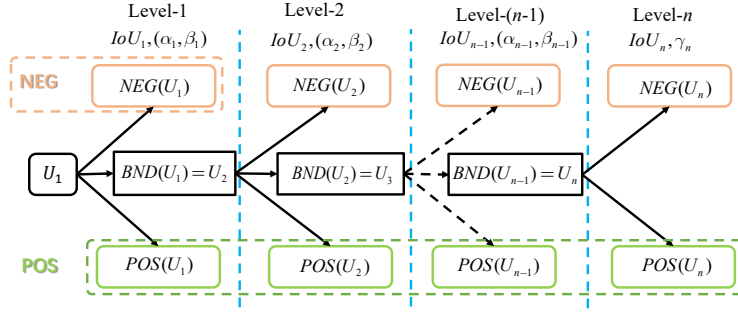 Level-1 Level-2 Level-(n-1) Level-n
IoU₁,(α₁,β₁) IoU₂,(α₂,β₂) IoUₙ₋₁,(αₙ₋₁,βₙ₋₁) IoUₙ,γₙ
NEG NEG(U₁) NEG(U₂) NEG(Uₙ₋₁) NEG(Uₙ)
U₁ BND(U₁)=U₂ BND(U₂)=U₃ BND(Uₙ₋₁)=Uₙ
POS POS(U₁) POS(U₂) POS(Uₙ₋₁) POS(Uₙ)